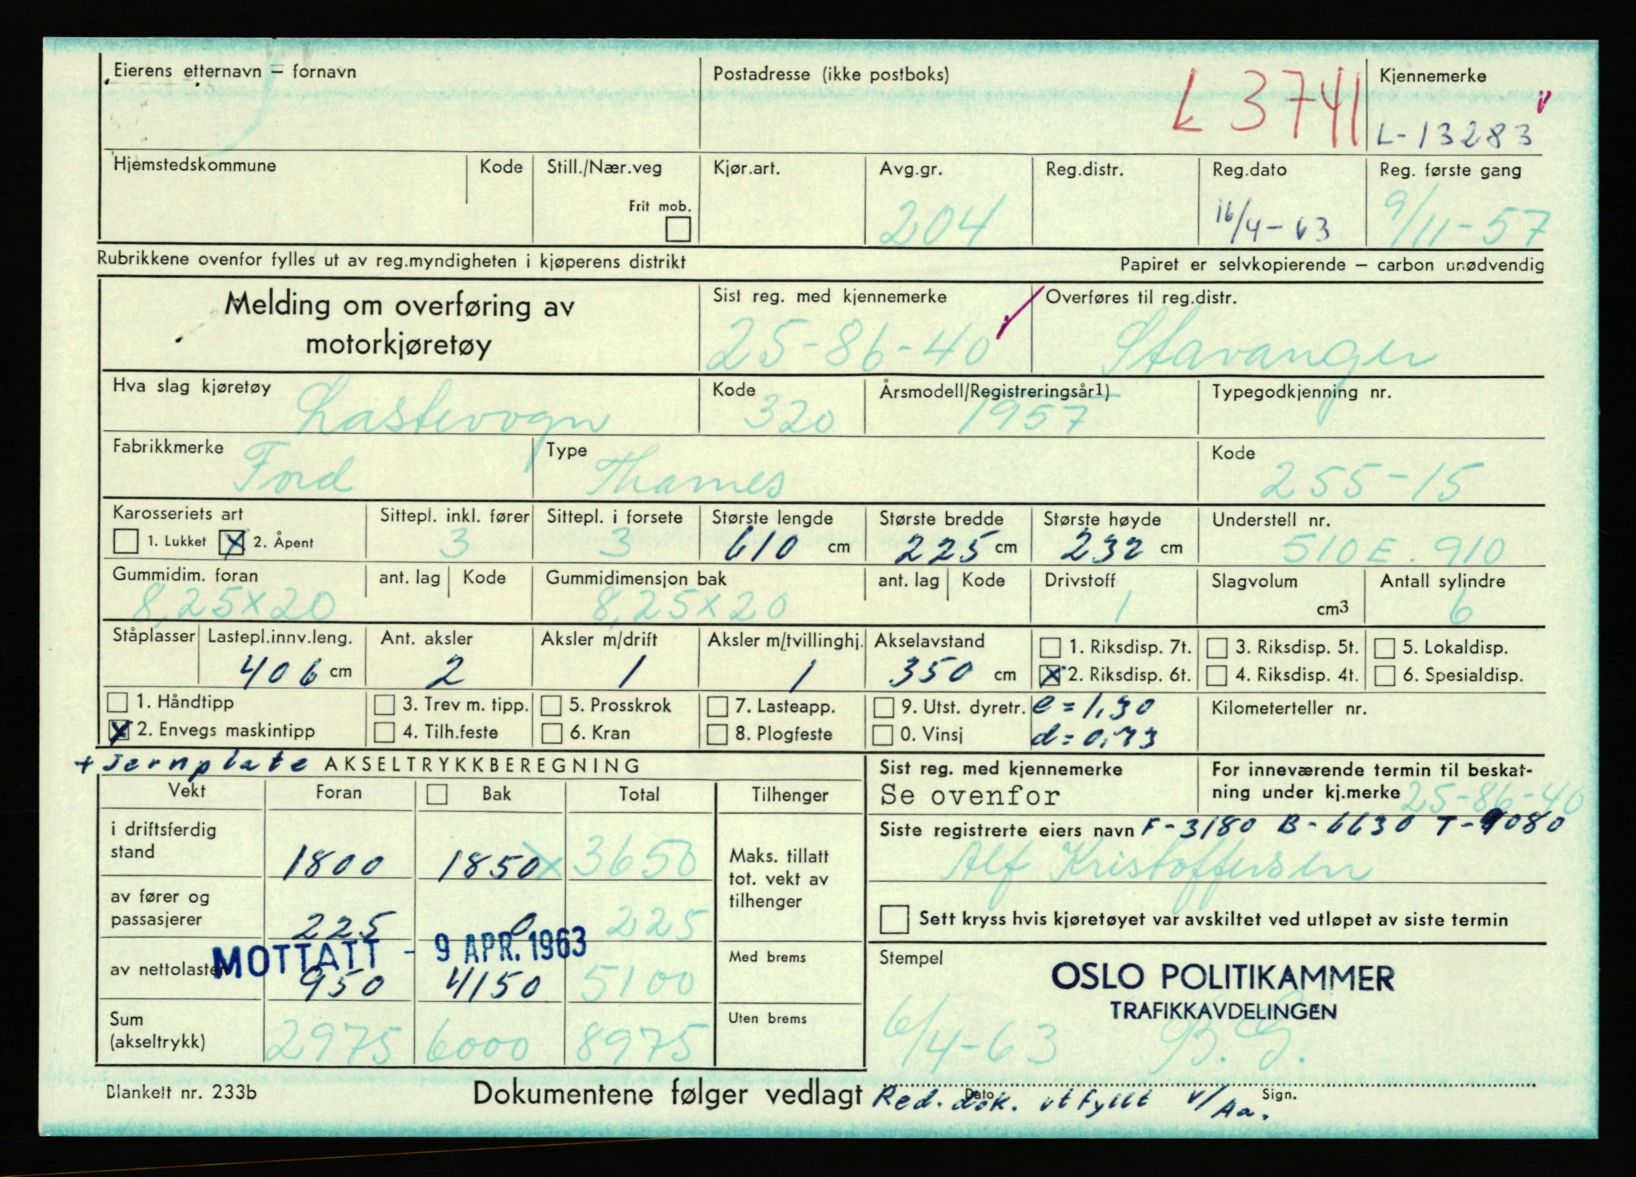 Eierens etternavn – fornavn Postadresse (ikke postboks) L 3741 Kjennemerke
L-13283
Hjemstedskommune Kode Still./Nær.veg Kjør.art. Avg.gr. Reg.distr. Reg.dato Reg. første gang
Frit mob. 204 16/4-63 9/11-57
Rubrikkene ovenfor fylles ut av reg.myndigheten i kjøperens distrikt Papiret er selvkopierende – carbon unødvendig
Melding om overføring av Sist reg. med kjennemerke Overføres til reg.distr.
motorkjøretøy 25-86-40 Stavanger
Hva slag kjøretøy Kode Årsmodell/Registreringsår1) Typegodkjenning nr.
Lastevogn 320 1957
Fabrikkmerke Type Kode
Ford Thames 255-15
Karosseriets art Sittepl. inkl. fører Sittepl. i forsete Største lengde Største bredde Største høyde Understell nr.
1. Lukket X 2. Åpent 3 3 610 cm 225 cm 232 cm 510E.910
Gummidim. foran ant. lag Kode Gummidimensjon bak ant. lag Kode Drivstoff Slagvolum Antall sylindre
8,25x20 8,25x20 1 cm3 6
Ståplasser Lastepl.innv.leng. Ant. aksler Aksler m/drift Aksler m/tvillinghj. Akselavstand 1. Riksdisp. 7t. 3. Riksdisp. 5t. 5. Lokaldisp.
406 cm 2 1 1 350 cm X 2. Riksdisp. 6t. 4. Riksdisp. 4t. 6. Spesialdisp.
1. Håndtipp 3. Trev m. tipp. 5. Prosskrok 7. Lasteapp. 9. Utst. dyretr. e = 1,30 Kilometerteller nr.
X 2. Envegs maskintipp 4. Tilh.feste 6. Kran 8. Plogfeste 0. Vinsj d = 0,73
+ Jernplate AKSELTRYKKBEREGNING Sist reg. med kjennemerke For inneværende termin til beskat-
Vekt Foran Bak Total Tilhenger Se ovenfor ning under kj.merke 25-86-40
i driftsferdig Siste registrerte eiers navn F-3180 B-6630 T-9080
stand 1800 1850 x 3650 Maks. tillatt Alf Kristoffersen
tot. vekt av
av fører og tilhenger
passasjerer 225 0 225 Sett kryss hvis kjøretøyet var avskiltet ved utløpet av siste termin
MOTTATT - 9 APR. 1963
av nettolasten 950 4150 5100 Med brems Stempel OSLO POLITIKAMMER
TRAFIKKAVDELINGEN
Sum Uten brems
(akseltrykk) 2975 6000 8975 6/4-63 B.G.
Blankett nr. 233b Dokumentene følger vedlagt Dato Sign.
Red. dok. utfyllt v/Aa.